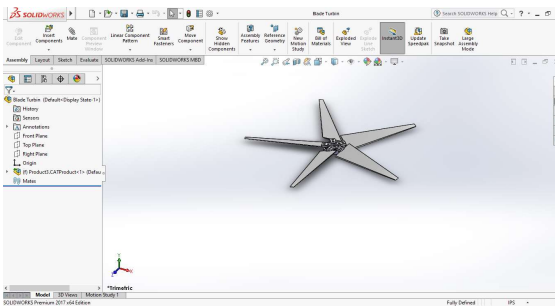 SOLIDWORKS
Blade Turbin
Search SOLIDWORKS Help
Edit Component
Insert Components
Mate
Component Preview Window
Linear Component Pattern
Smart Fasteners
Move Component
Show Hidden Components
Assembly Features
Reference Geometry
New Motion Study
Bill of Materials
Exploded View
Explode Line Sketch
Instant3D
Update Speedpak
Take Snapshot
Large Assembly Mode
Assembly Layout Sketch Evaluate SOLIDWORKS Add-Ins SOLIDWORKS MBD
Blade Turbin (Default<Display State-1>)
History
Sensors
Annotations
Front Plane
Top Plane
Right Plane
Origin
(f) Product3.CATProduct<1> (Defau
Mates
Y
X
Z
*Trimetric
Model 3D Views Motion Study 1
SOLIDWORKS Premium 2017 x64 Edition Fully Defined IPS